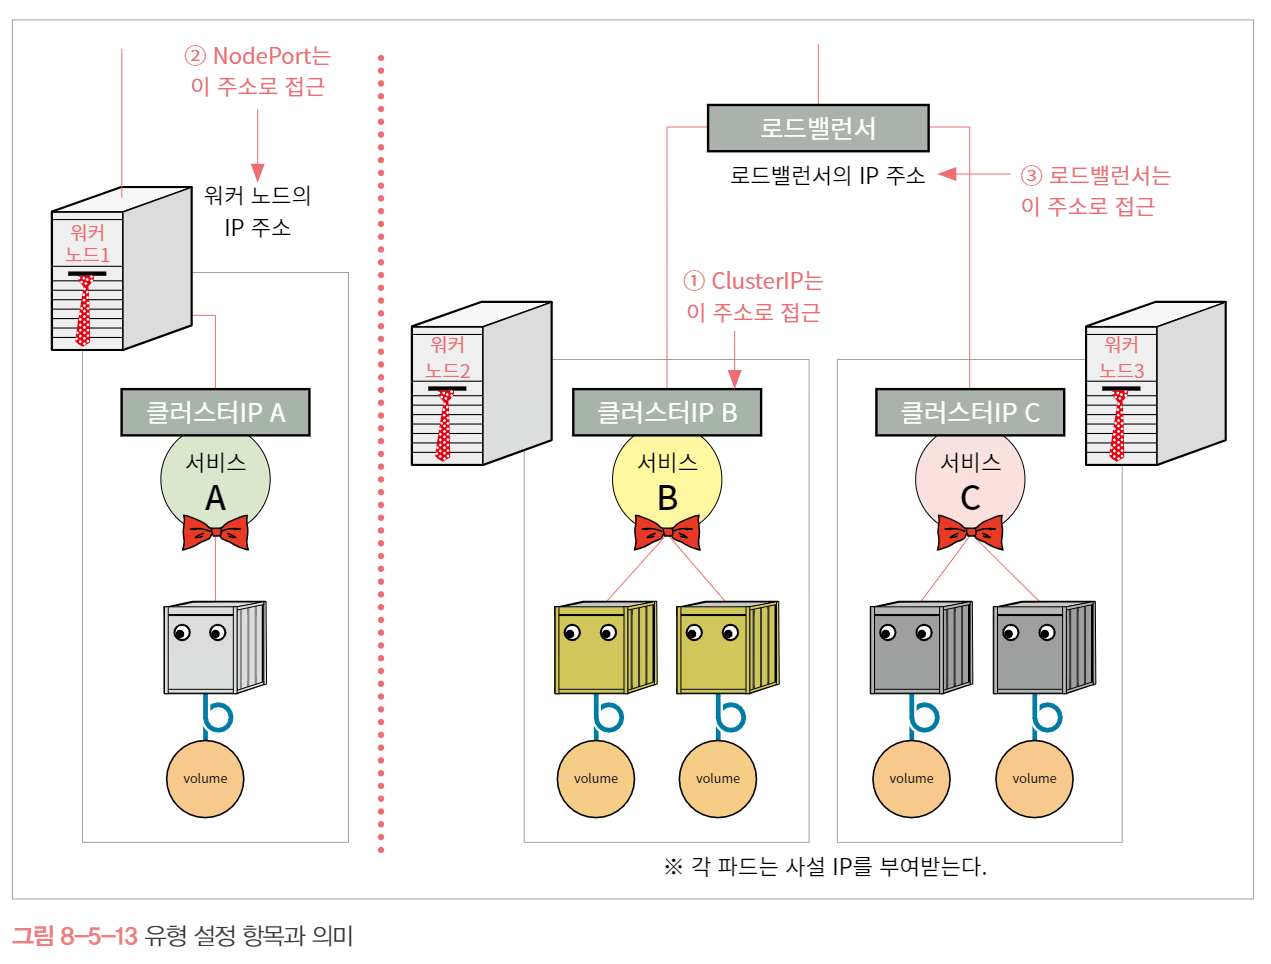 ② NodePort는
이 주소로 접근
워커 노드의
IP 주소
워커
노드1
클러스터IP A
서비스
A
volume
로드밸런서
로드밸런서의 IP 주소
③ 로드밸런서는
이 주소로 접근
① ClusterIP는
이 주소로 접근
워커
노드2
클러스터IP B
서비스
B
volume
volume
워커
노드3
클러스터IP C
서비스
C
volume
volume
※ 각 파드는 사설 IP를 부여받는다.
그림 8-5-13 유형 설정 항목과 의미